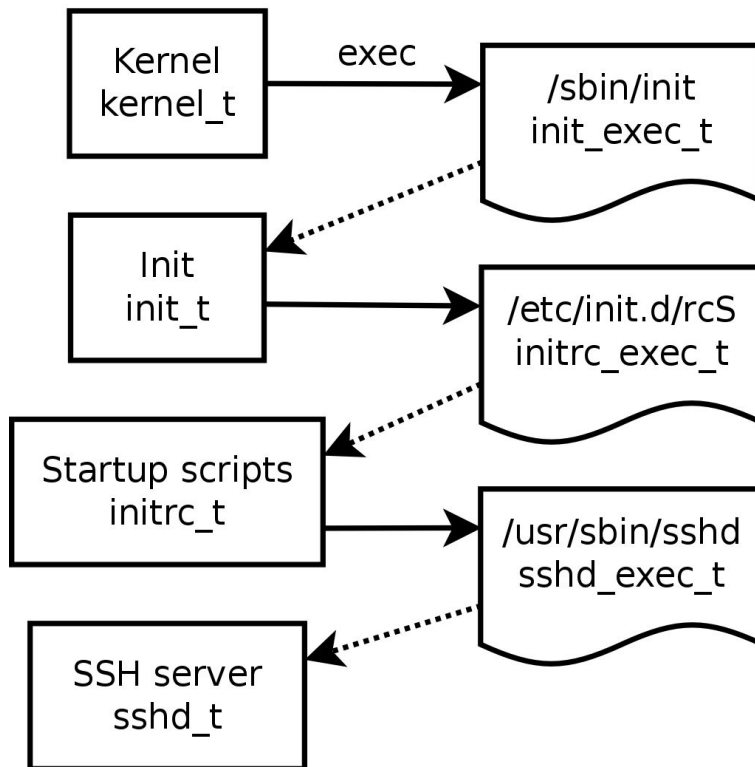 Kernel
kernel_t
exec
/sbin/init
init_exec_t
Init
init_t
/etc/init.d/rcS
initrc_exec_t
Startup scripts
initrc_t
/usr/sbin/sshd
sshd_exec_t
SSH server
sshd_t